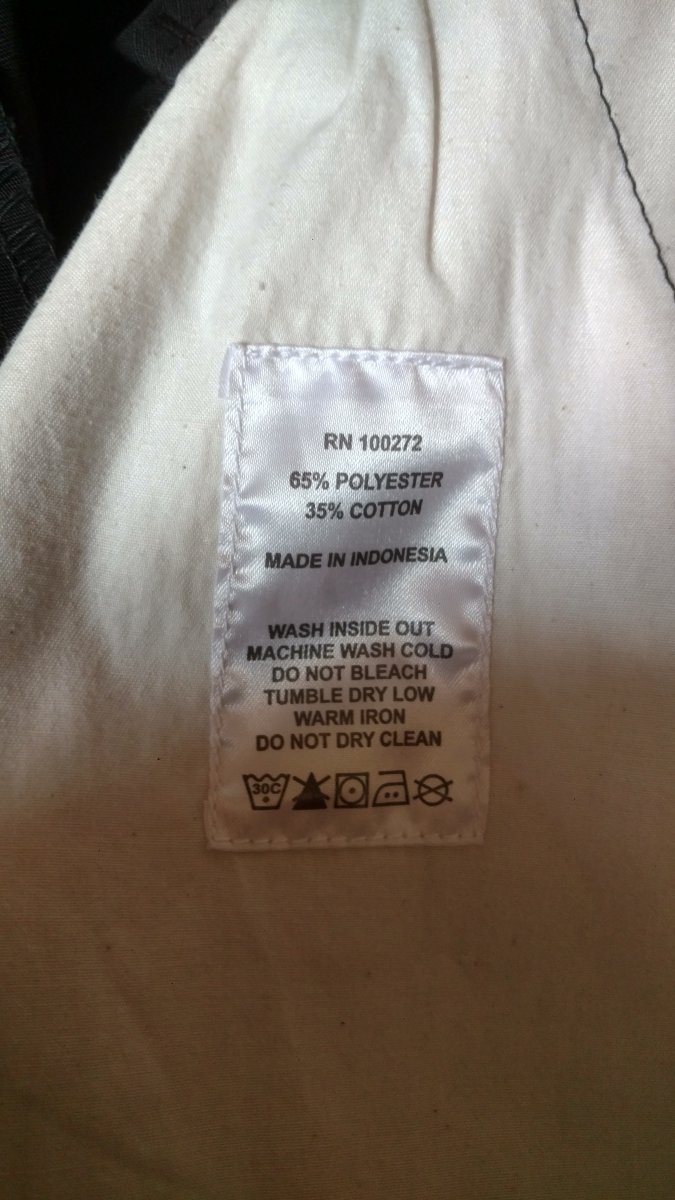 RN 100272
65% POLYESTER
35% COTTON
MADE IN INDONESIA
WASH INSIDE OUT
MACHINE WASH COLD
DO NOT BLEACH
TUMBLE DRY LOW
WARM IRON
DO NOT DRY CLEAN
30C